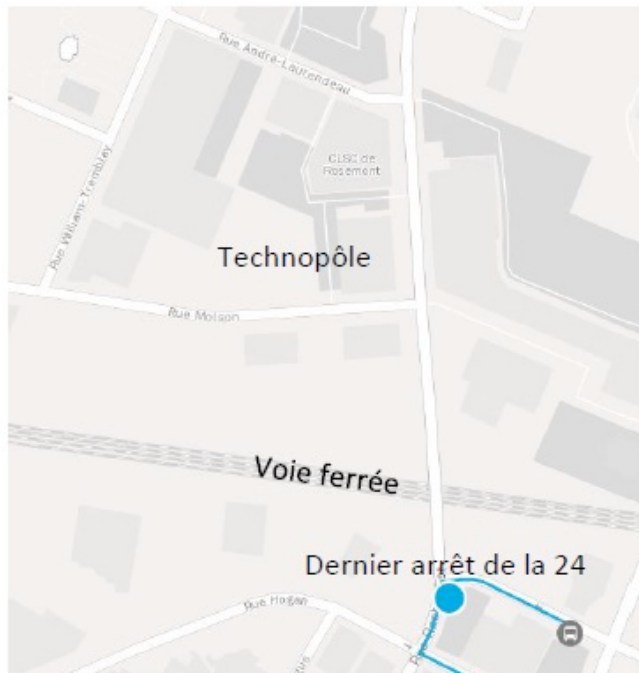 Rue André-Laurendeau
CLSC de
Rosemont
Rue William-Tremblay
Technopôle
Rue Molson
Voie ferrée
Dernier arrêt de la 24
Rue Hogan